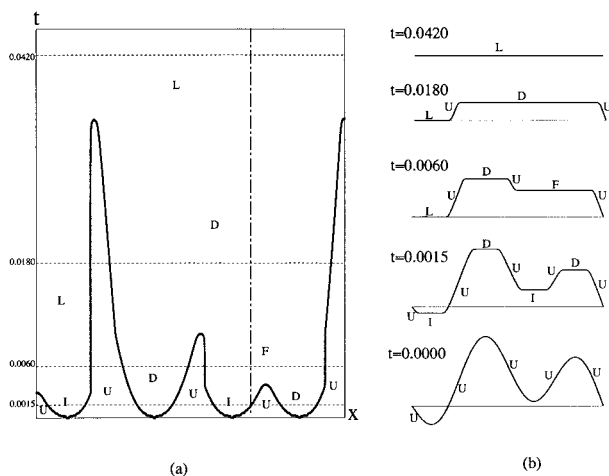 t
0.0420
L
D
0.0180
L
D
F
0.0060
U
I
U
D
U
I
U
D
U
0.0015
X
(a)
t=0.0420
L
t=0.0180
U
D
U
L
t=0.0060
D
U
F
U
U
L
t=0.0015
D
U
U
D
U
I
U
U
I
t=0.0000
U
U
U
U
U
(b)